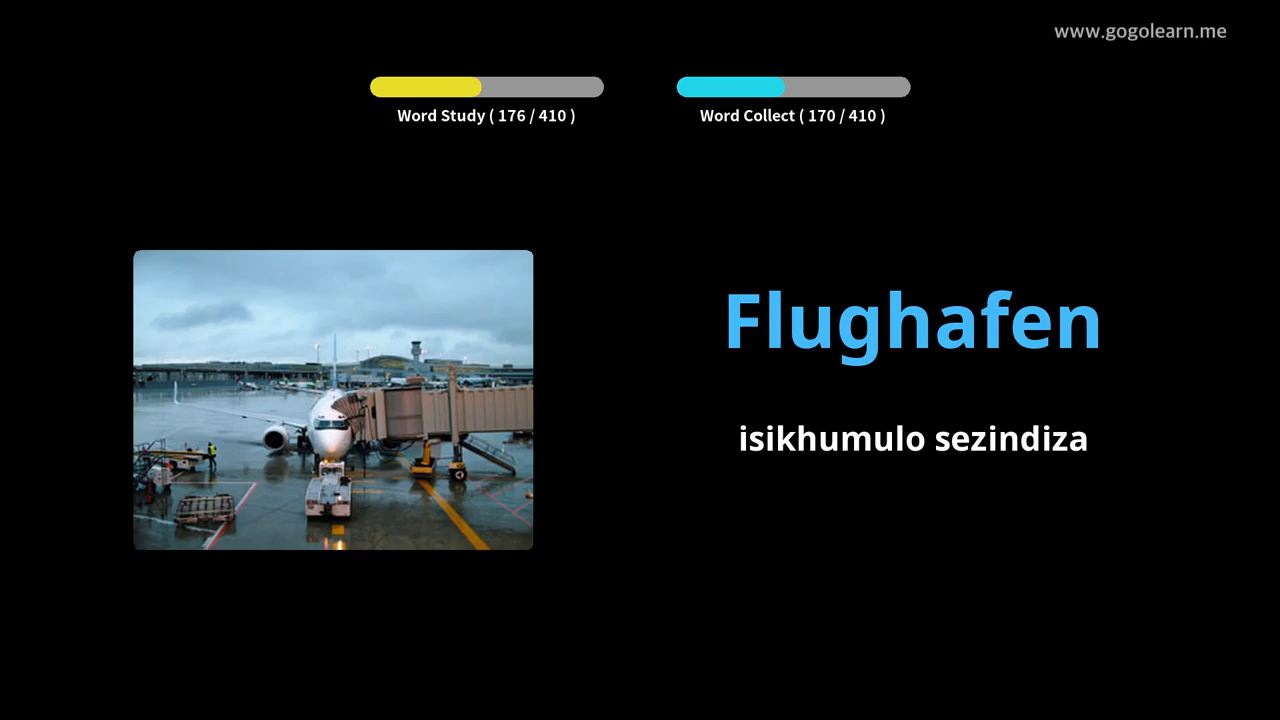 www.gogolearn.me
Word Study ( 176 / 410 )
Word Collect ( 170 / 410 )
Flughafen
isikhumulo sezindiza